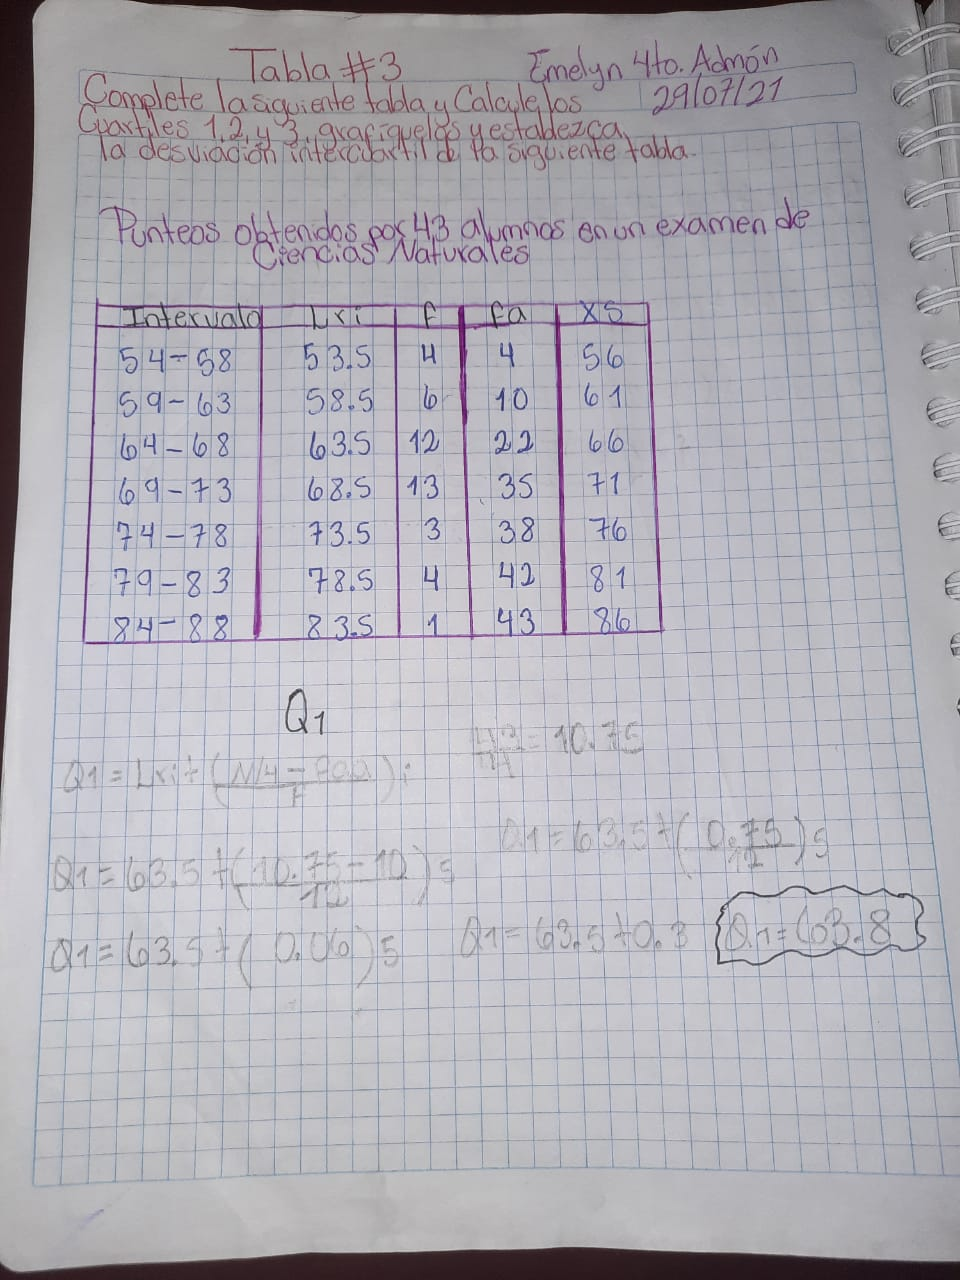 Tabla #3
Emelyn 4to. Admón
29/07/21
Complete la siguiente tabla y Calcule los
Cuartiles 1, 2, y 3, grafiquelos y establezca
la desviación intercuartil de la siguiente tabla.
Punteos obtenidos por 43 alumnos en un examen de
Ciencias Naturales
Intervalo Lri f fa XS
54-58 53.5 4 4 56
59-63 58.5 6 10 61
64-68 63.5 12 22 66
69-73 68.5 13 35 71
74-78 73.5 3 38 76
79-83 78.5 4 42 81
84-88 83.5 1 43 86
Q1
Q1 = Lri + (N/4 - faa / f) i
43/4 = 10.75
Q1 = 63.5 + (10.75 - 10 / 12) 5
Q1 = 63.5 + (0.75 / 12) 5
Q1 = 63.5 + (0.06) 5
Q1 = 63.5 + 0.3
Q1 = 63.8